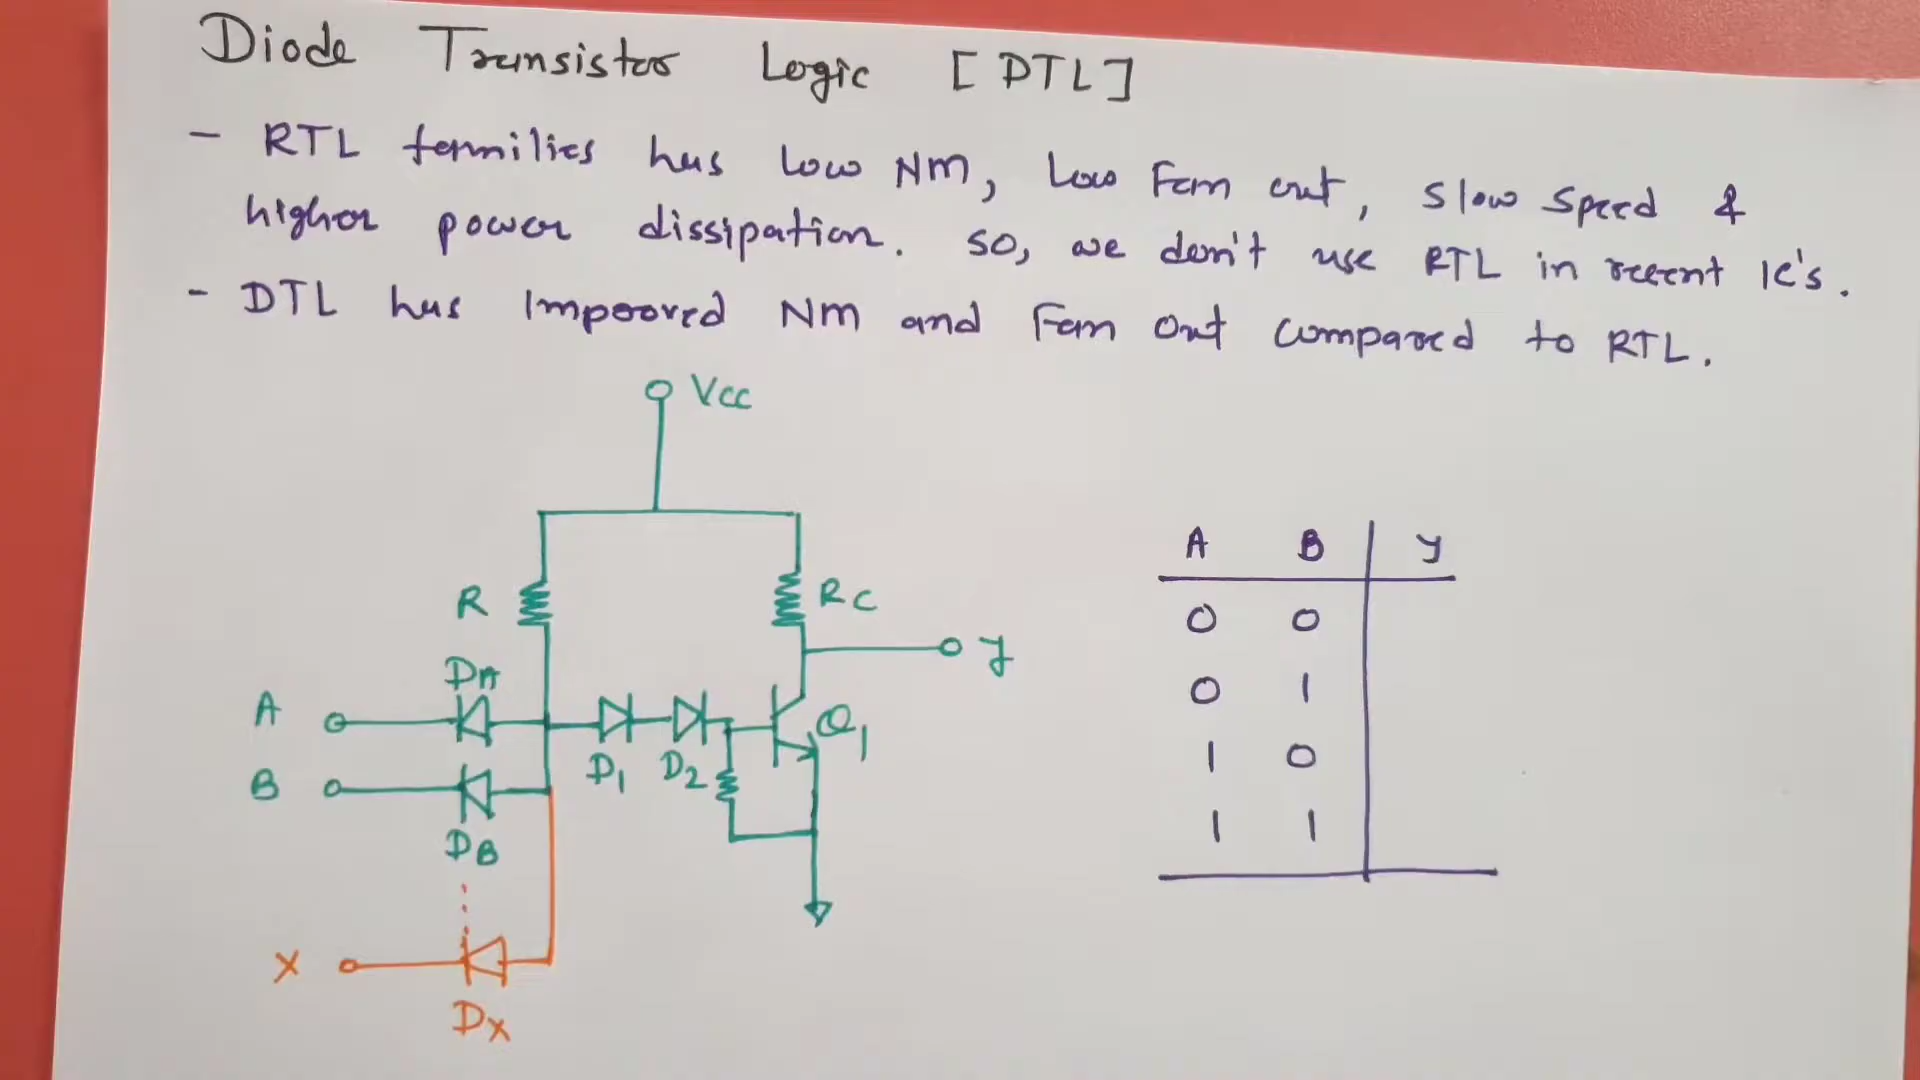 Diode Transistor Logic [DTL]
- RTL families has Low NM, Low Fan out, Slow Speed &
higher power dissipation. So, we don't use RTL in recent IC's.
- DTL has Improved NM and Fan Out compared to RTL.
Vcc
R
RC
Y
DA
A
Q1
B
D1 D2
DB
X
DX
A B Y
0 0
0 1
1 0
1 1